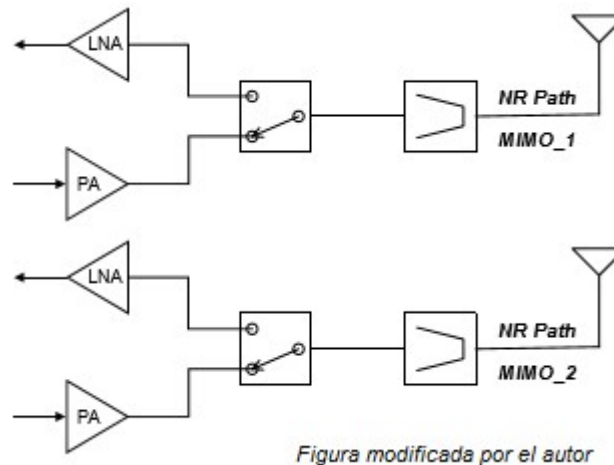 LNA
NR Path
MIMO_1
PA
LNA
NR Path
MIMO_2
PA
Figura modificada por el autor